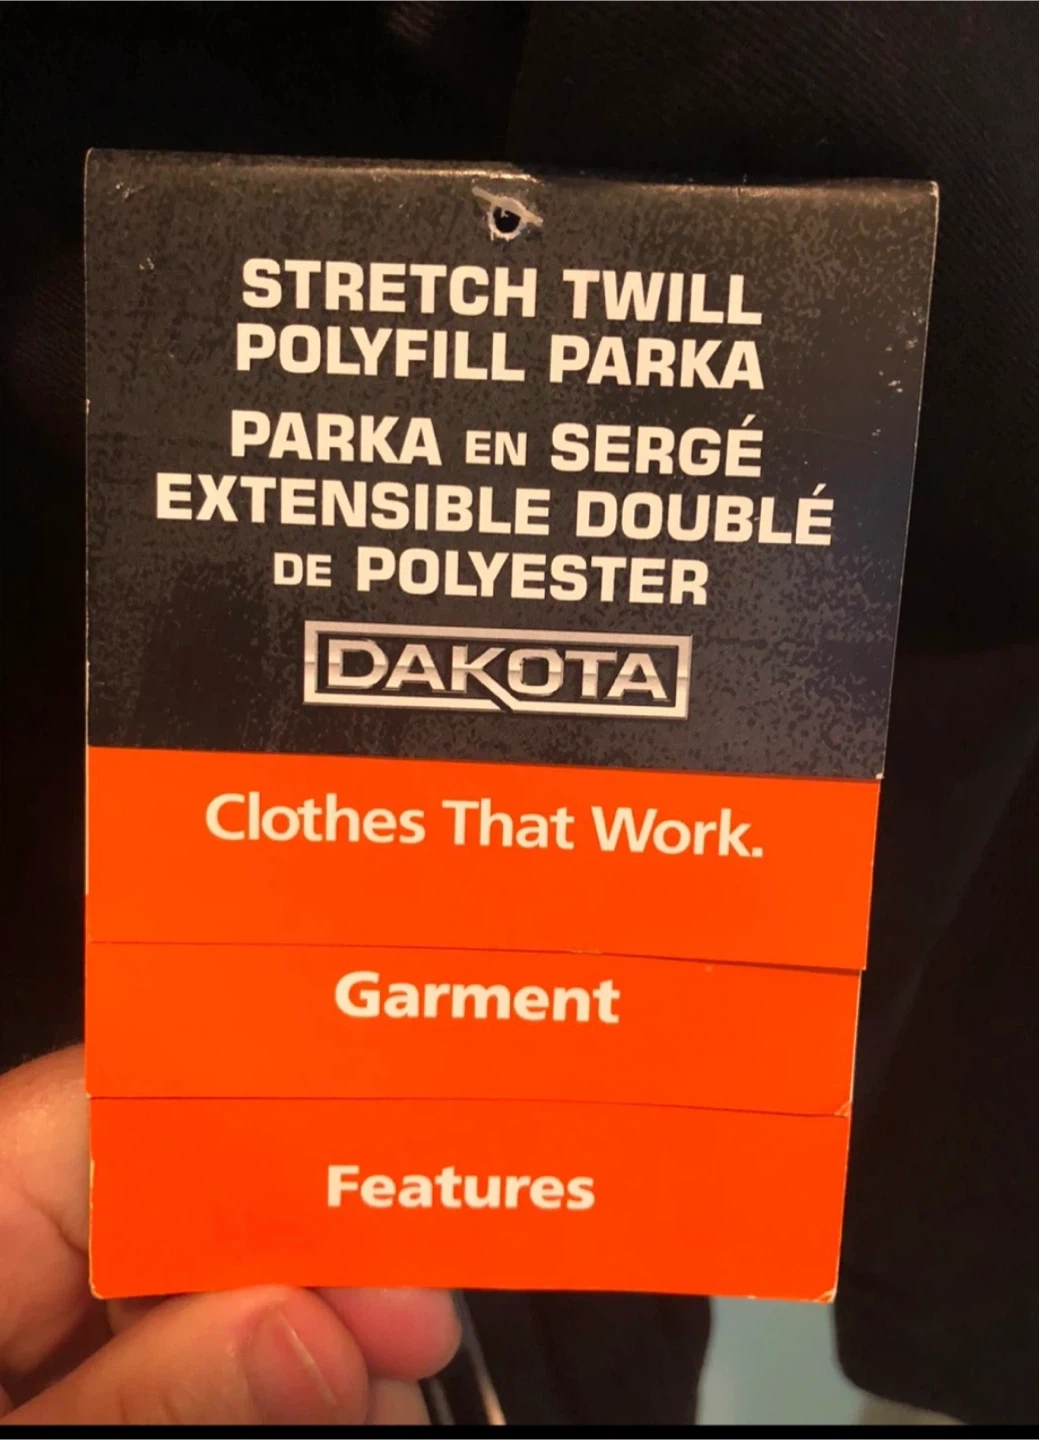 STRETCH TWILL
POLYFILL PARKA
PARKA EN SERGÉ
EXTENSIBLE DOUBLÉ
DE POLYESTER
DAKOTA
Clothes That Work.
Garment
Features